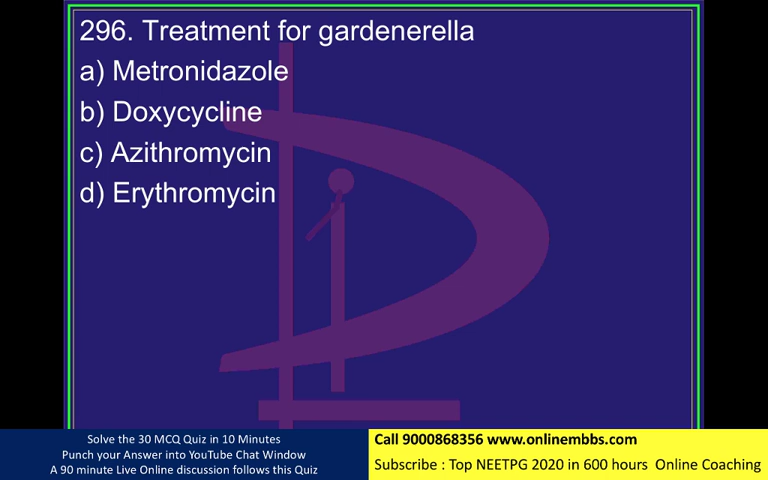 296. Treatment for gardenerella
a) Metronidazole
b) Doxycycline
c) Azithromycin
d) Erythromycin
Solve the 30 MCQ Quiz in 10 Minutes
Punch your Answer into YouTube Chat Window
A 90 minute Live Online discussion follows this Quiz
Call 9000868356 www.onlinembbs.com
Subscribe : Top NEETPG 2020 in 600 hours Online Coaching